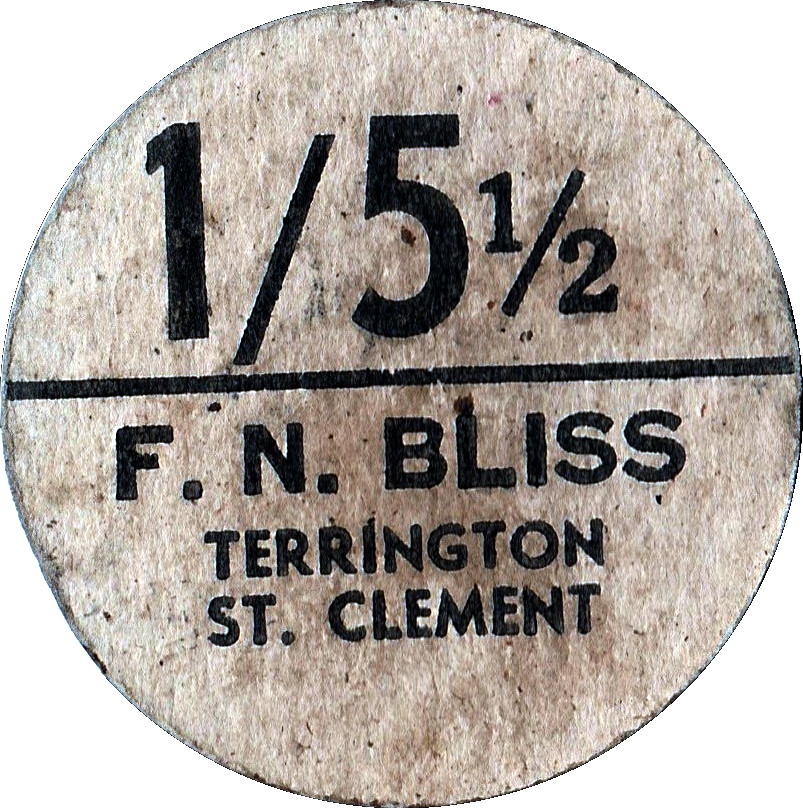 1/5½
F. N. BLISS
TERRINGTON
ST. CLEMENT